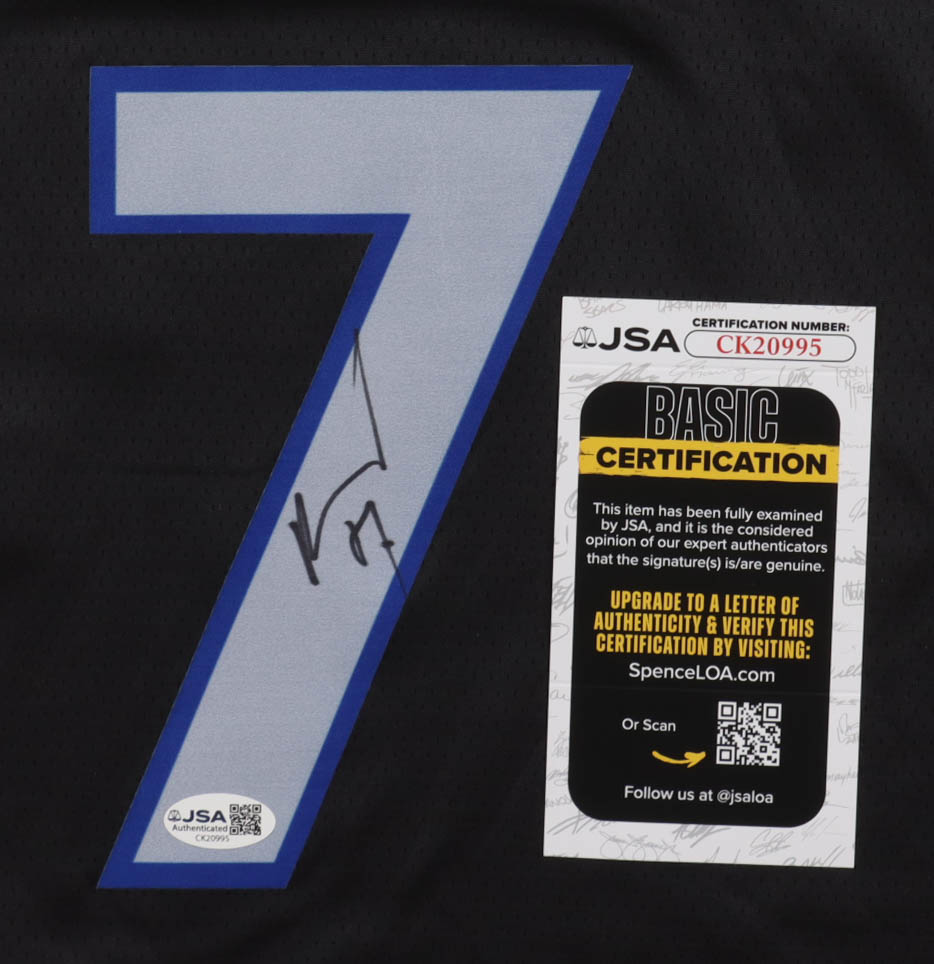 7
JSA
CERTIFICATION NUMBER:
CK20995
BASIC
CERTIFICATION
This item has been fully examined
by JSA, and it is the considered
opinion of our expert authenticators
that the signature(s) is/are genuine.
UPGRADE TO A LETTER OF
AUTHENTICITY & VERIFY THIS
CERTIFICATION BY VISITING:
SpenceLOA.com
Or Scan
Follow us at @jsaloa
JSA
Authenticated
CK20995